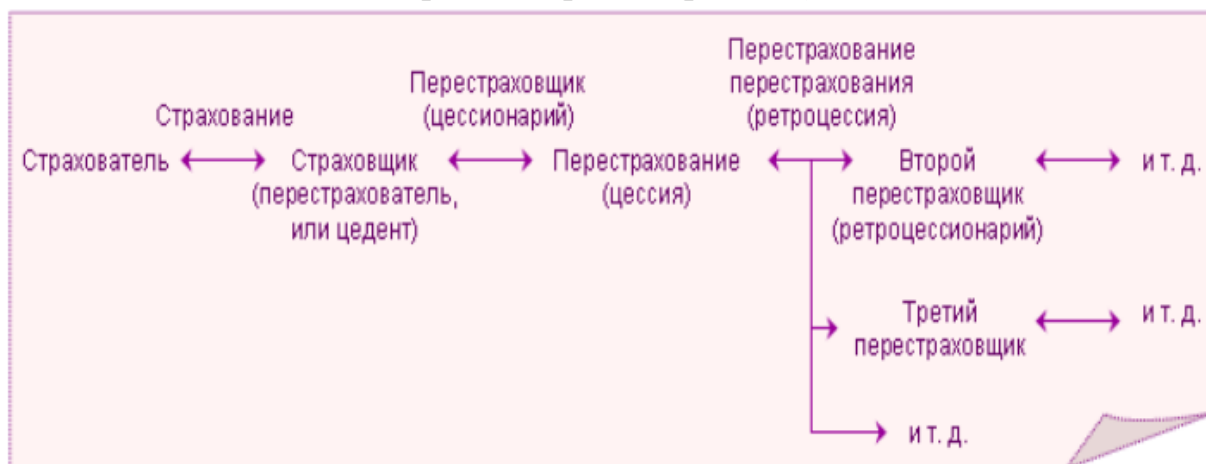 Перестрахование
перестрахования
(ретроцессия)
Перестраховщик
(цессионарий)
Страхование
Страхователь
Страховщик
(перестрахователь,
или цедент)
Перестрахование
(цессия)
Второй
перестраховщик
(ретроцессионарий)
и т. д.
Третий
перестраховщик
и т. д.
и т. д.